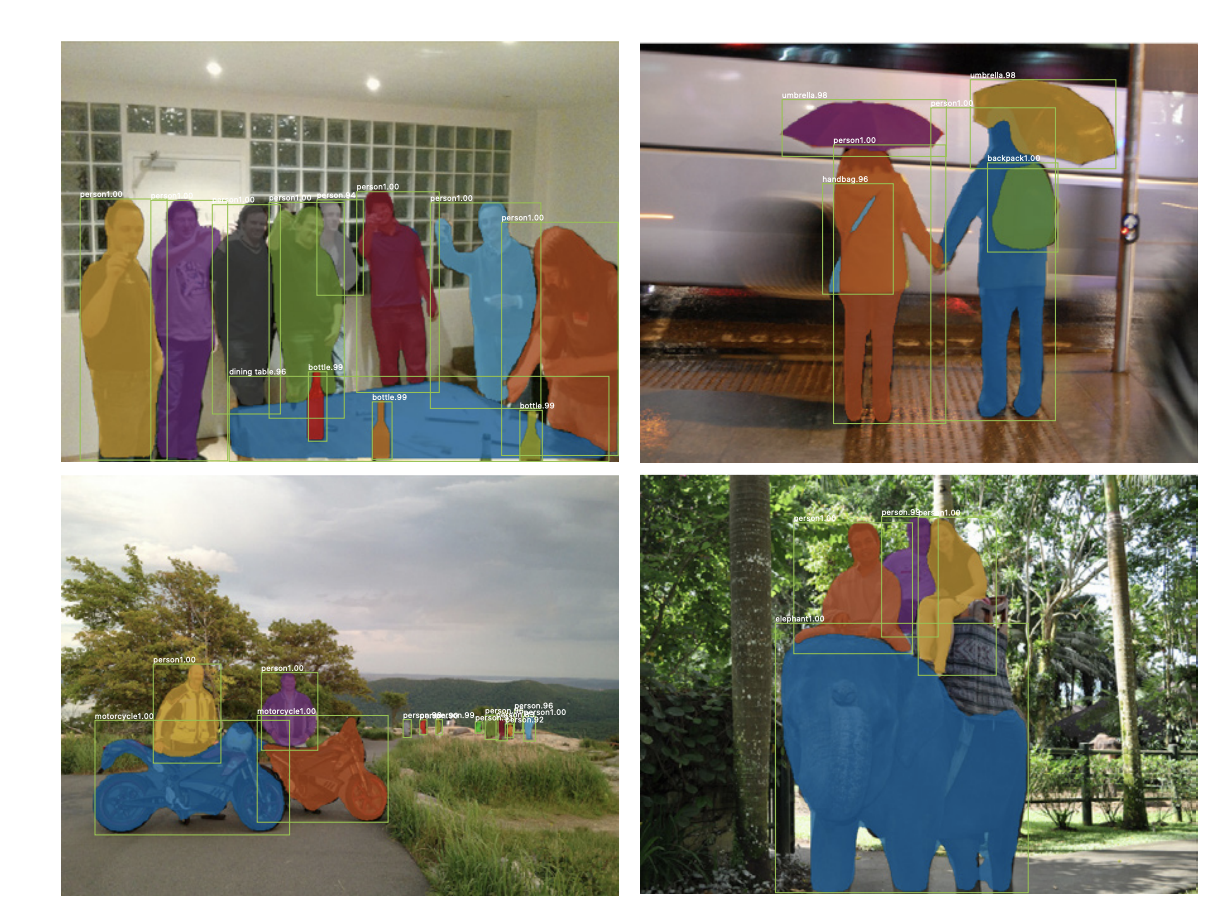 person1.00
person1.00
person1.00
person.94
person1.00
person1.00
person1.00
dining table.96
bottle.99
bottle.99
bottle.99
umbrella.98
umbrella.98
person1.00
person1.00
handbag.96
backpack1.00
person1.00
person1.00
motorcycle1.00
motorcycle1.00
person.96
person1.00
person.92
person1.00
person.99
person1.00
elephant1.00